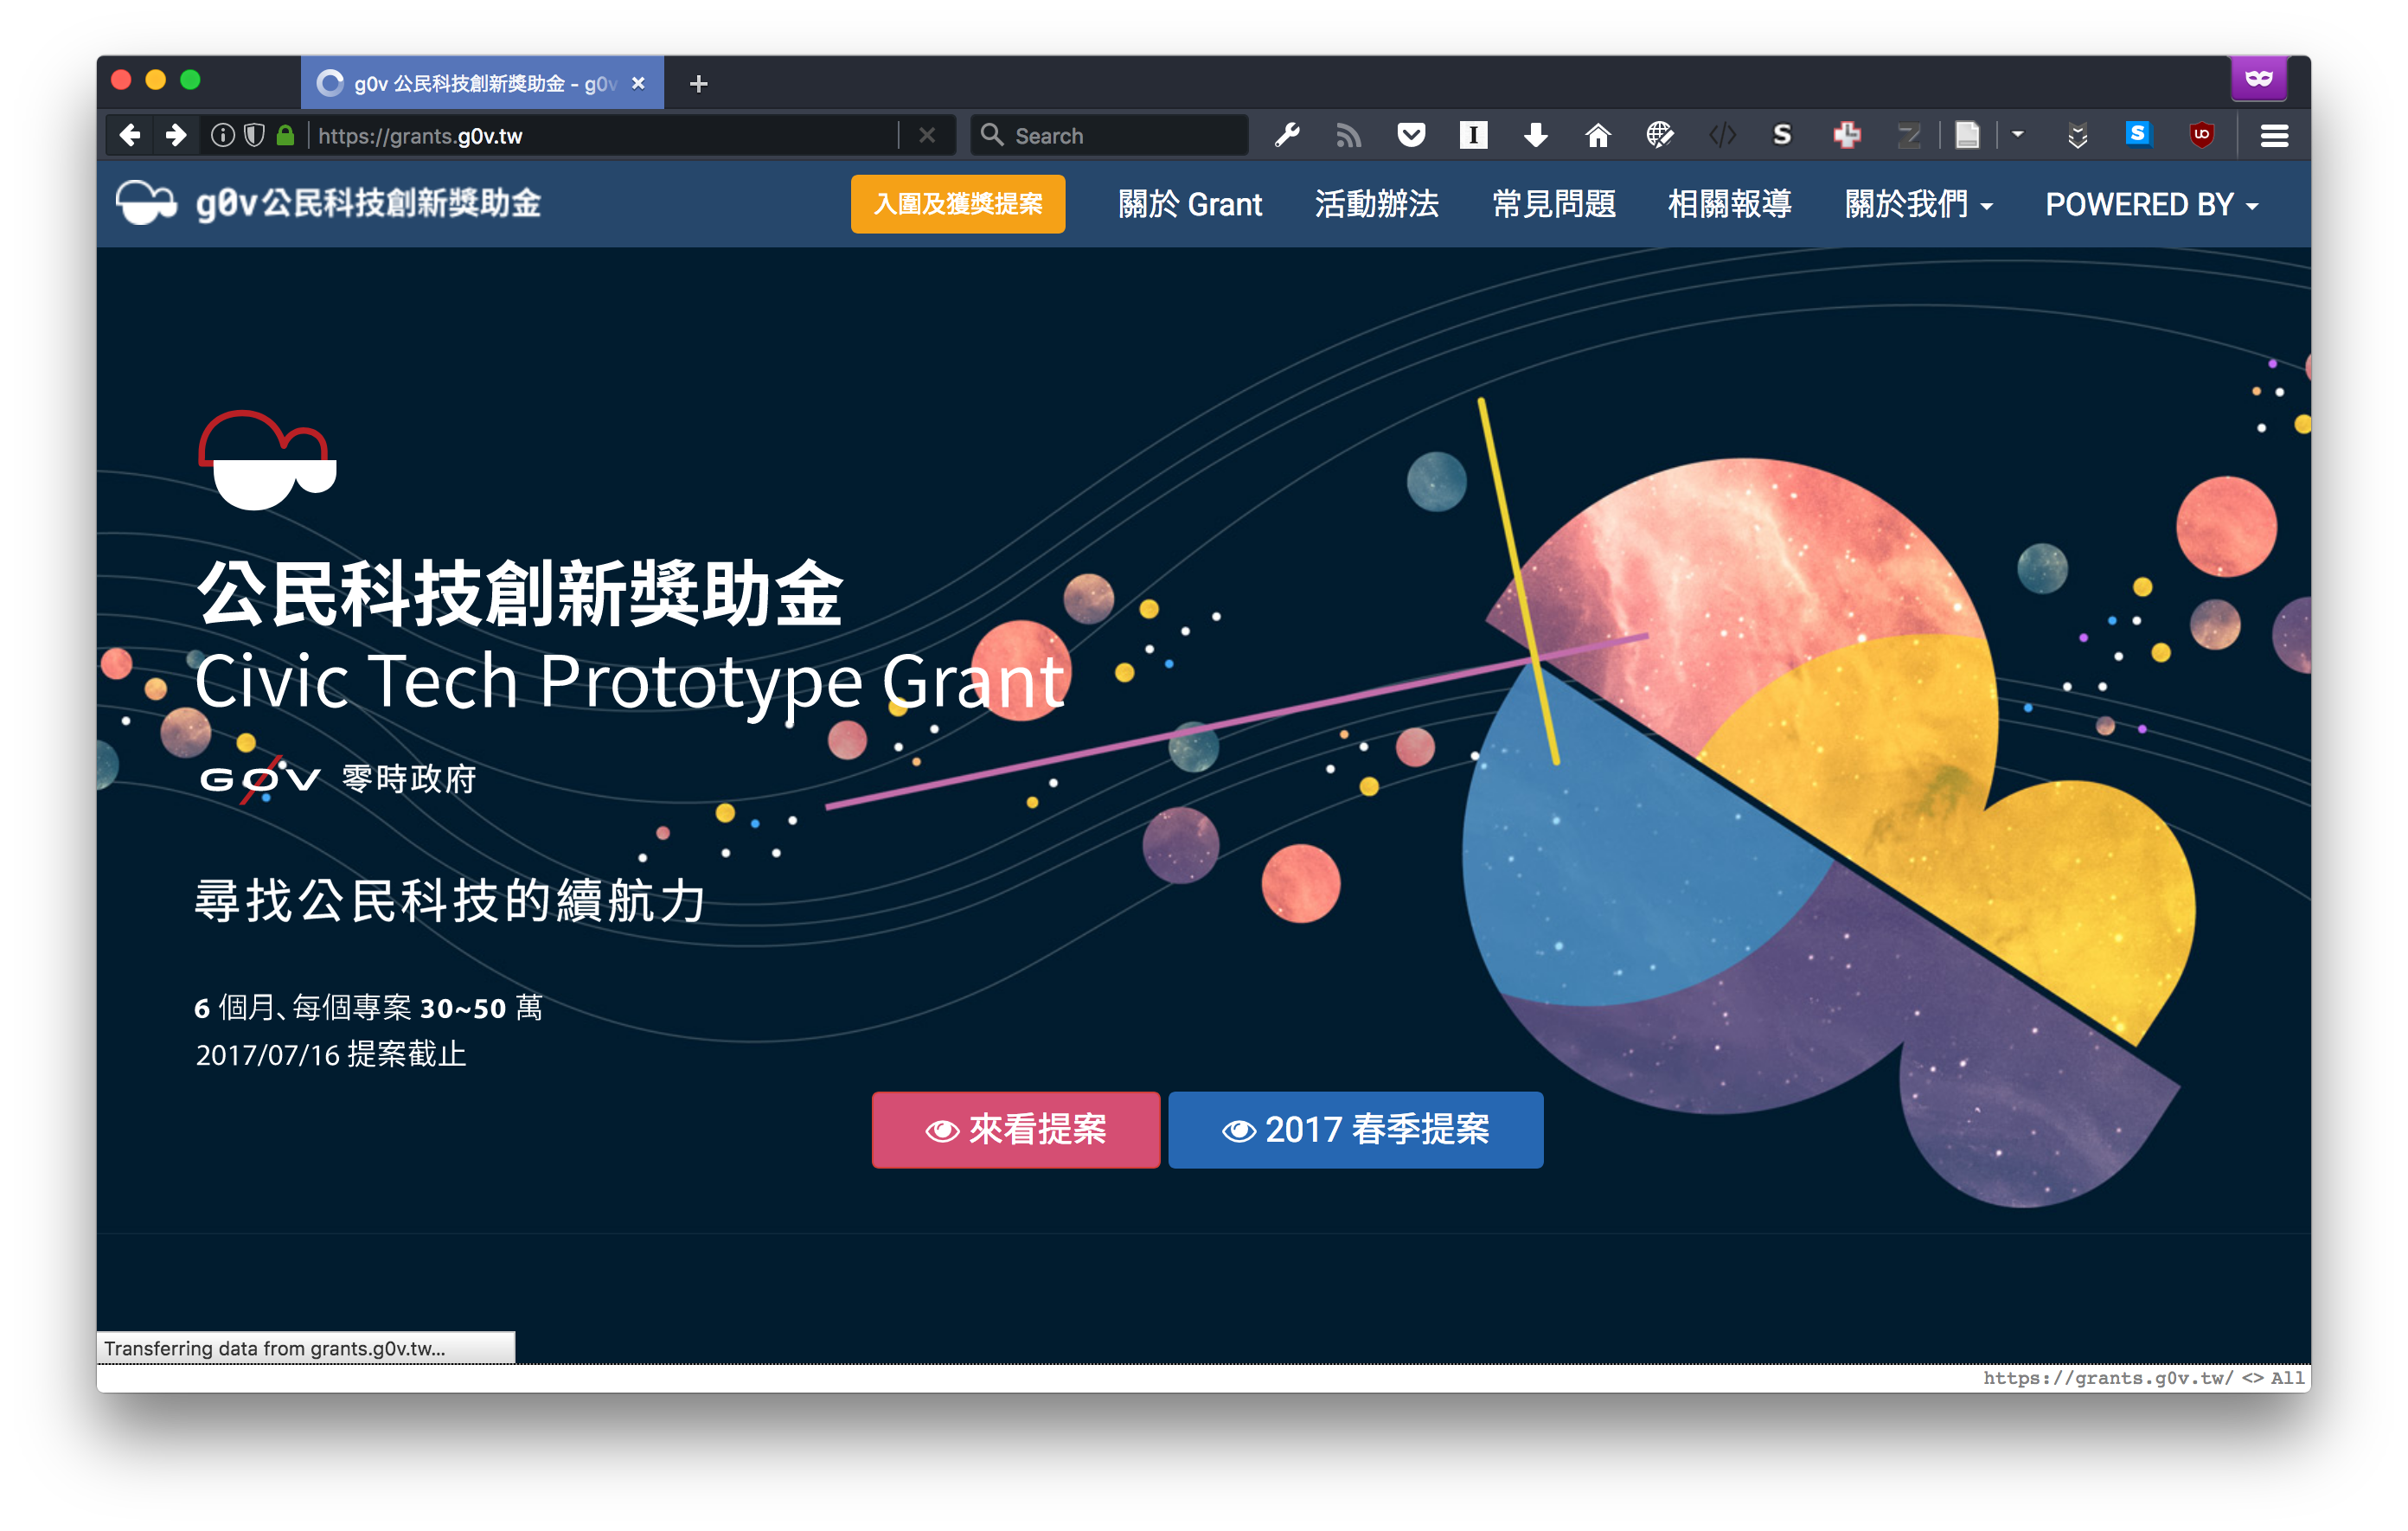 g0v 公民科技創新獎助金 - g0v
https://grants.g0v.tw
Search
g0v公民科技創新獎助金
入圍及獲獎提案
關於 Grant
活動辦法
常見問題
相關報導
關於我們
POWERED BY
公民科技創新獎助金
Civic Tech Prototype Grant
G0V 零時政府
尋找公民科技的續航力
6 個月、每個專案 30~50 萬
2017/07/16 提案截止
來看提案
2017 春季提案
Transferring data from grants.g0v.tw...
https://grants.g0v.tw/ <> All